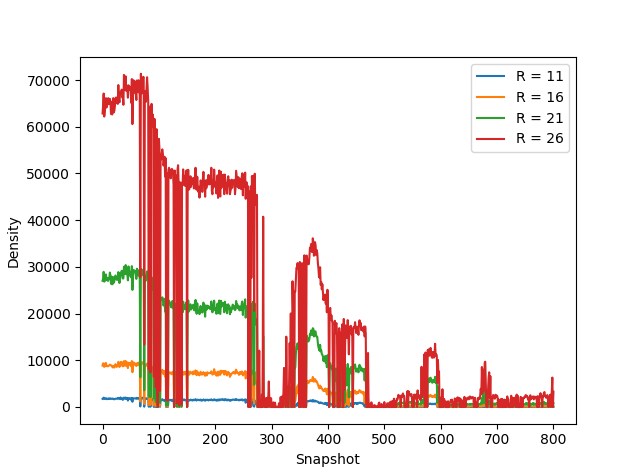 R = 11
R = 16
R = 21
R = 26
70000
60000
50000
40000
30000
20000
10000
0
Density
0 100 200 300 400 500 600 700 800
Snapshot